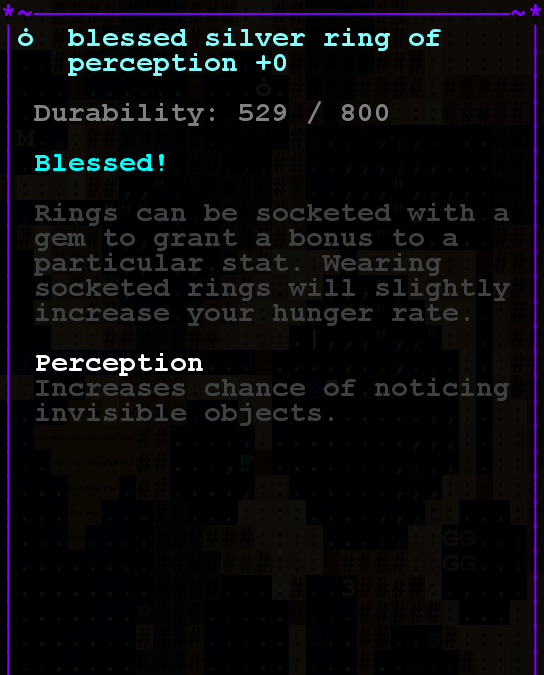 ȯ blessed silver ring of
perception +0
Durability: 529 / 800
Blessed!
Rings can be socketed with a
gem to grant a bonus to a
particular stat. Wearing
socketed rings will slightly
increase your hunger rate.
Perception
Increases chance of noticing
invisible objects.